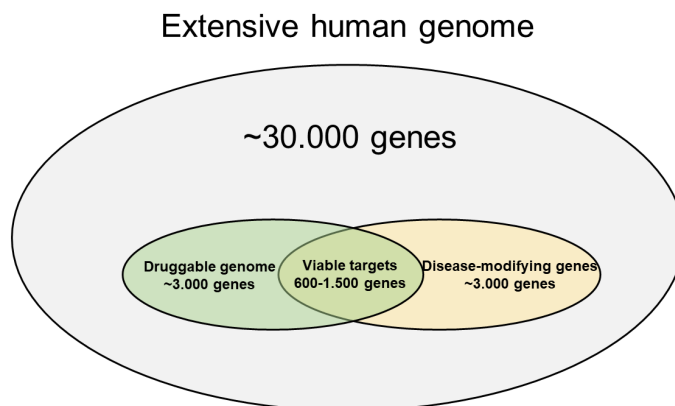 Extensive human genome
~30.000 genes
Druggable genome
~3.000 genes
Viable targets
600-1.500 genes
Disease-modifying genes
~3.000 genes